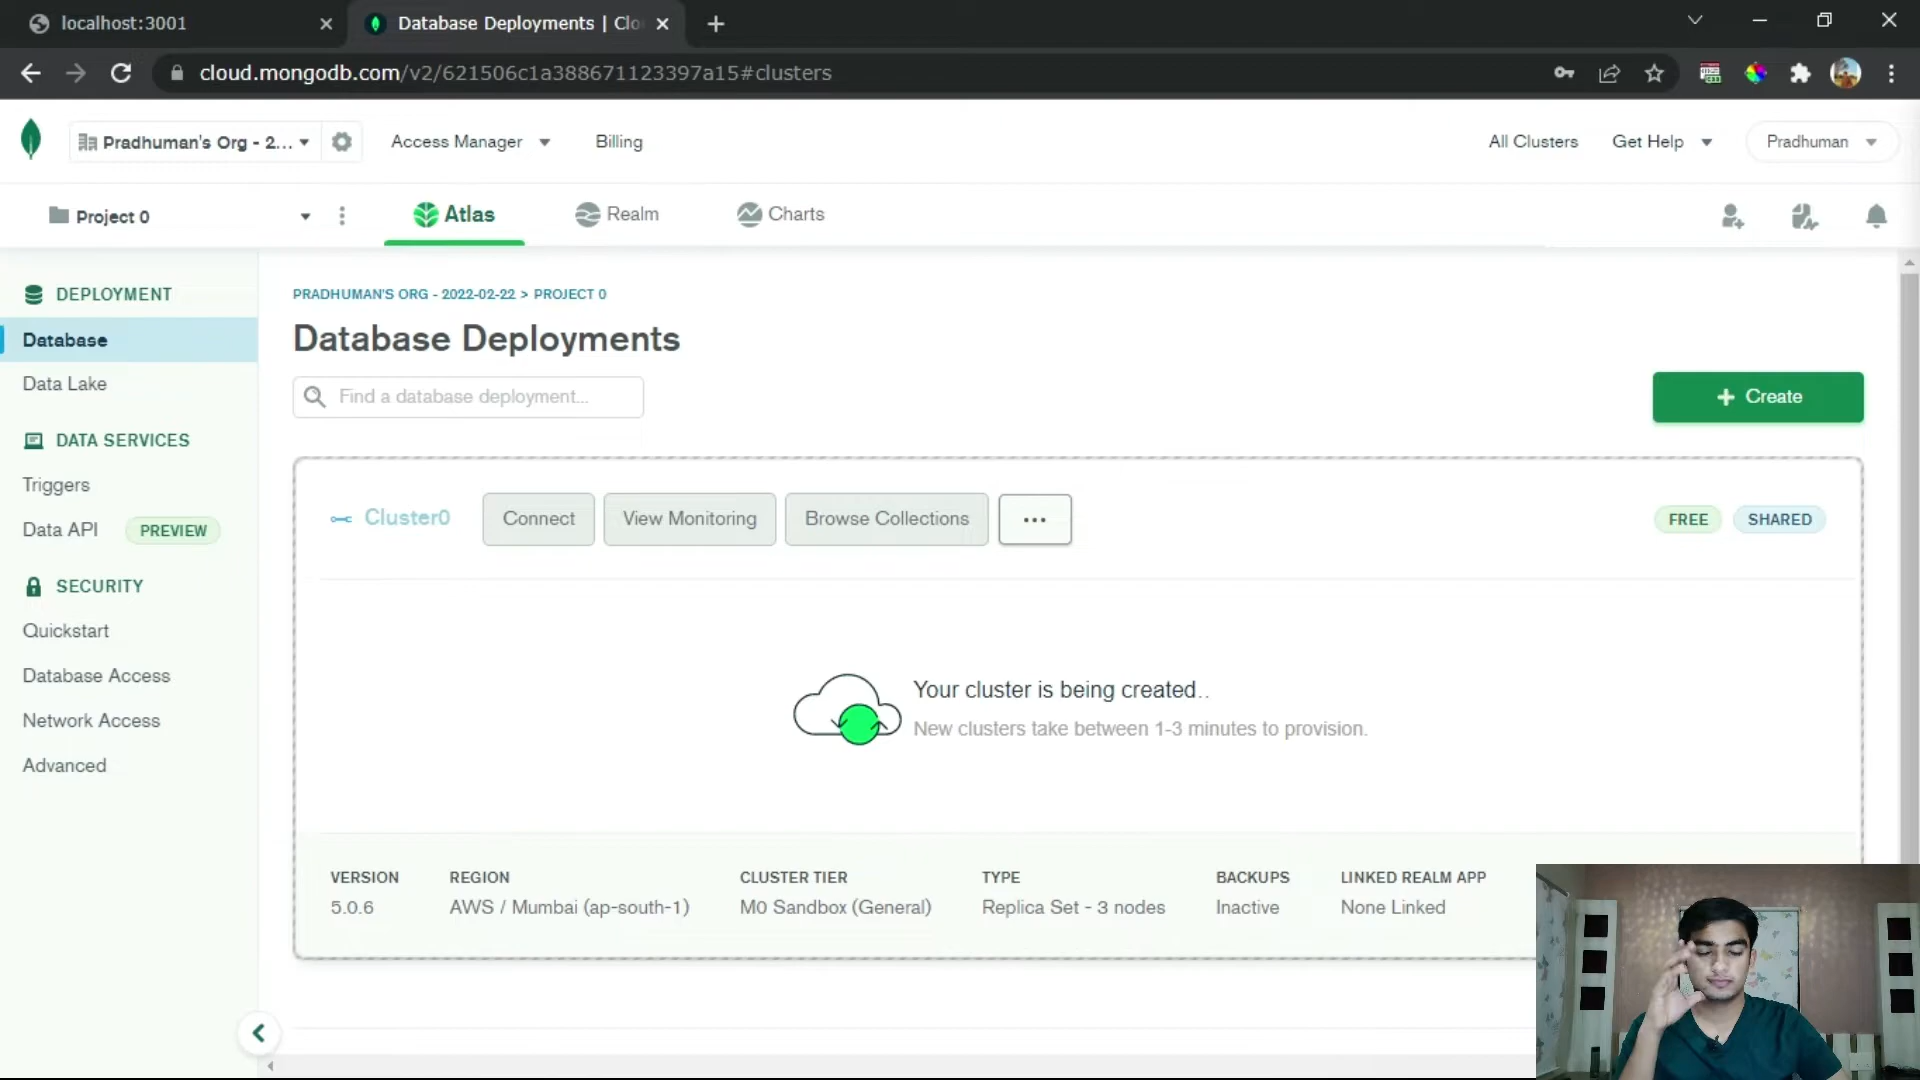 localhost:3001
Database Deployments | Clo
cloud.mongodb.com/v2/621506c1a388671123397a15#clusters
Pradhuman's Org - 2...
Access Manager
Billing
All Clusters
Get Help
Pradhuman
Project 0
Atlas
Realm
Charts
DEPLOYMENT
Database
Data Lake
DATA SERVICES
Triggers
Data API PREVIEW
SECURITY
Quickstart
Database Access
Network Access
Advanced
PRADHUMAN'S ORG - 2022-02-22 > PROJECT 0
Database Deployments
Find a database deployment...
+ Create
Cluster0
Connect
View Monitoring
Browse Collections
...
FREE
SHARED
Your cluster is being created..
New clusters take between 1-3 minutes to provision.
VERSION
5.0.6
REGION
AWS / Mumbai (ap-south-1)
CLUSTER TIER
M0 Sandbox (General)
TYPE
Replica Set - 3 nodes
BACKUPS
Inactive
LINKED REALM APP
None Linked